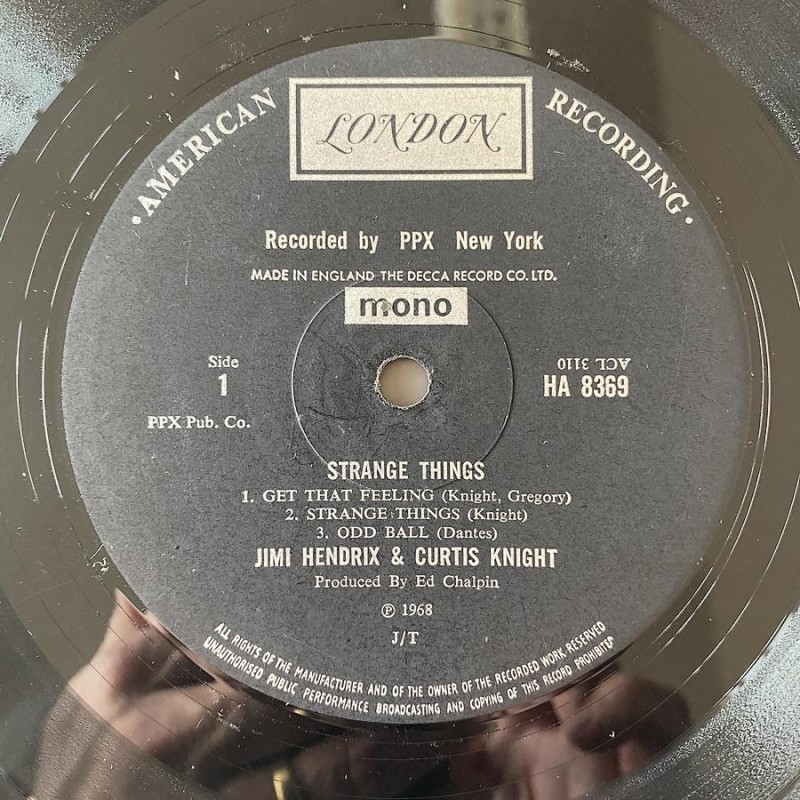 · AMERICAN RECORDING ·
LONDON
Recorded by PPX New York
MADE IN ENGLAND THE DECCA RECORD CO. LTD.
mono
Side
1
PPX Pub. Co.
ACL 3110
HA 8369
STRANGE THINGS
1. GET THAT FEELING (Knight, Gregory)
2. STRANGE THINGS (Knight)
3. ODD BALL (Dantes)
JIMI HENDRIX & CURTIS KNIGHT
Produced By Ed Chalpin
℗ 1968
J/T
ALL RIGHTS OF THE MANUFACTURER AND OF THE OWNER OF THE RECORDED WORK RESERVED
UNAUTHORISED PUBLIC PERFORMANCE BROADCASTING AND COPYING OF THIS RECORD PROHIBITED